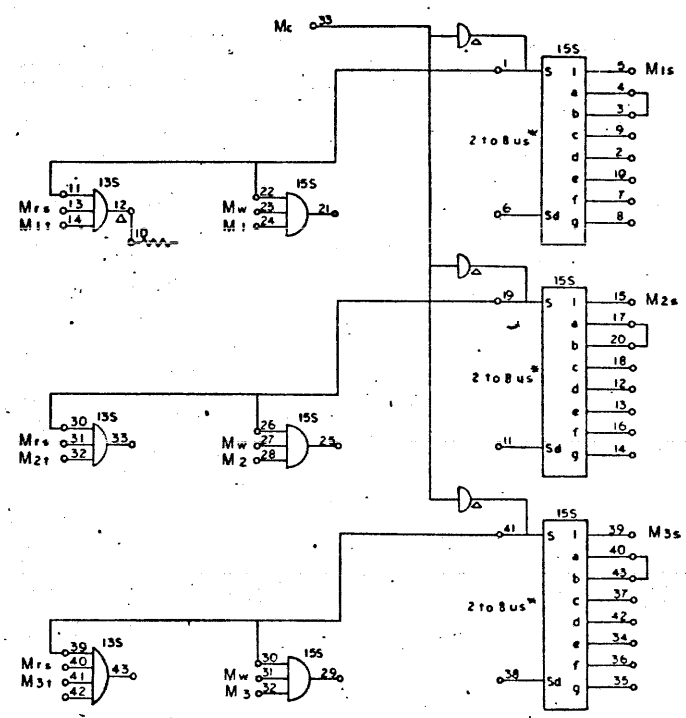 Mc 33
15S
1 S 1 5 M1s
a 4
b 3
2 to 8 us* c 9
d 2
e 10
f 7
6 Sd g 8
11 13S
Mrs 13 12
M1t 14
10
22 15S
Mw 23 21
M1 24
15S
19 S 1 15 M2s
a 17
b 20
2 to 8 us* c 18
d 12
e 13
f 16
11 Sd g 14
30 13S
Mrs 31 33
M2t 32
26 15S
Mw 27 25
M2 28
15S
41 S 1 39 M3s
a 40
b 43
c 37
2 to 8 us* d 42
e 34
f 36
38 Sd g 35
39 13S
Mrs 40 43
M3t 41
42
30 15S
Mw 31 29
M3 32